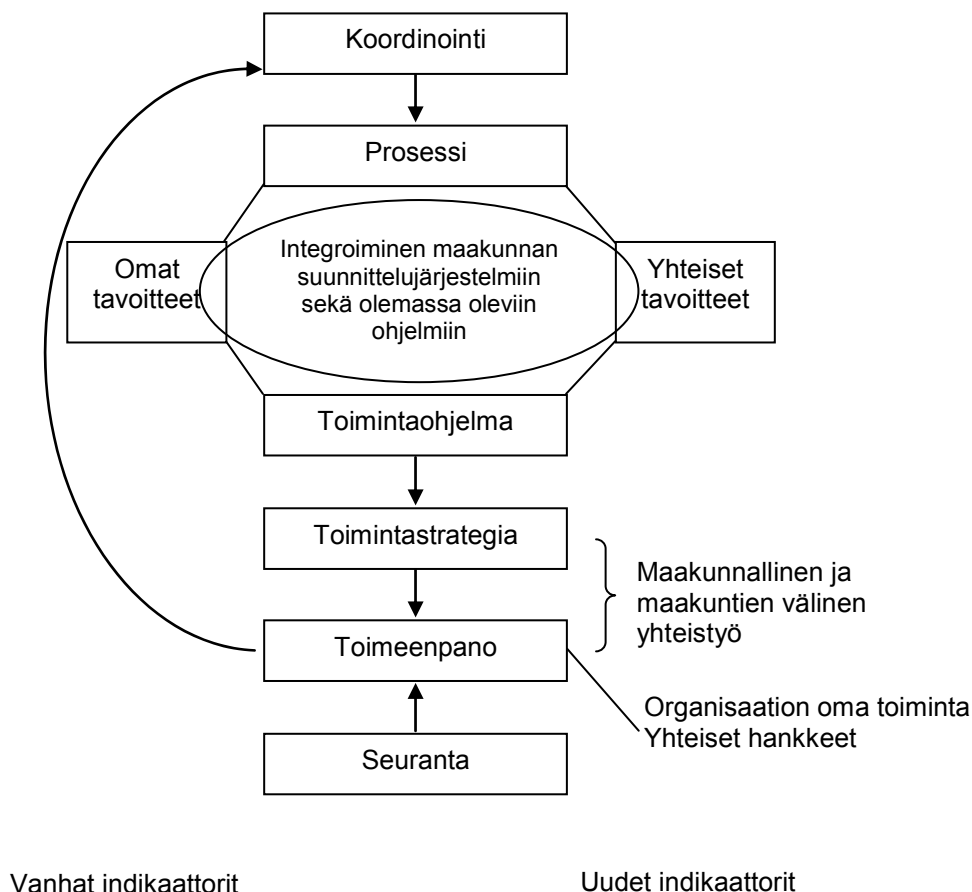 Koordinointi
Prosessi
Omat
tavoitteet
Integroiminen maakunnan
suunnittelujärjestelmiin
sekä olemassa oleviin
ohjelmiin
Yhteiset
tavoitteet
Toimintaohjelma
Toimintastrategia
Maakunnallinen ja
maakuntien välinen
yhteistyö
Toimeenpano
Organisaation oma toiminta
Yhteiset hankkeet
Seuranta
Vanhat indikaattorit
Uudet indikaattorit